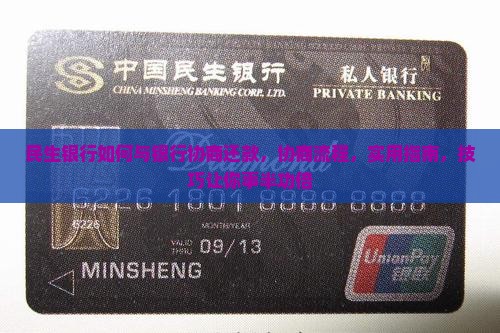 中国民生银行
CHINA MINSHENG BANKING CORP., LTD.
私人银行
PRIVATE BANKING
民生银行如何与银行协商还款，协商流程，实用指南，技
巧让你事半功倍
Diamond
6226 1801 8888 8888
6226
MONTH/YEAR
VALID
THRU
09/13
MINSHENG
UnionPay
银联